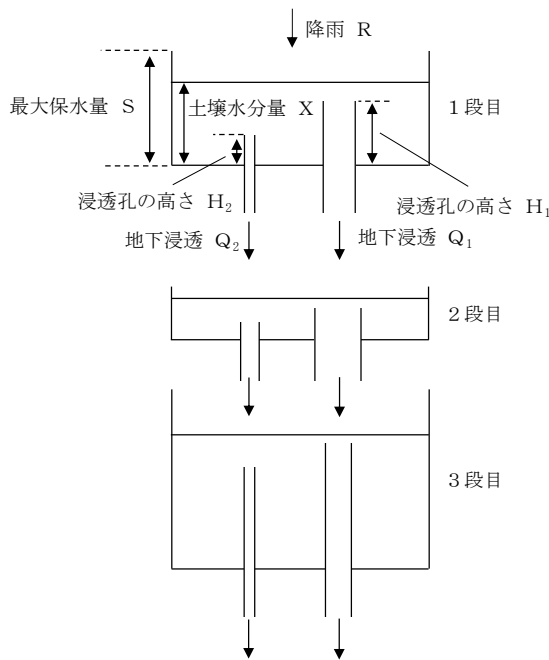 降雨 R
最大保水量 S
土壌水分量 X
1段目
浸透孔の高さ H₂
浸透孔の高さ H₁
地下浸透 Q₂
地下浸透 Q₁
2段目
3段目